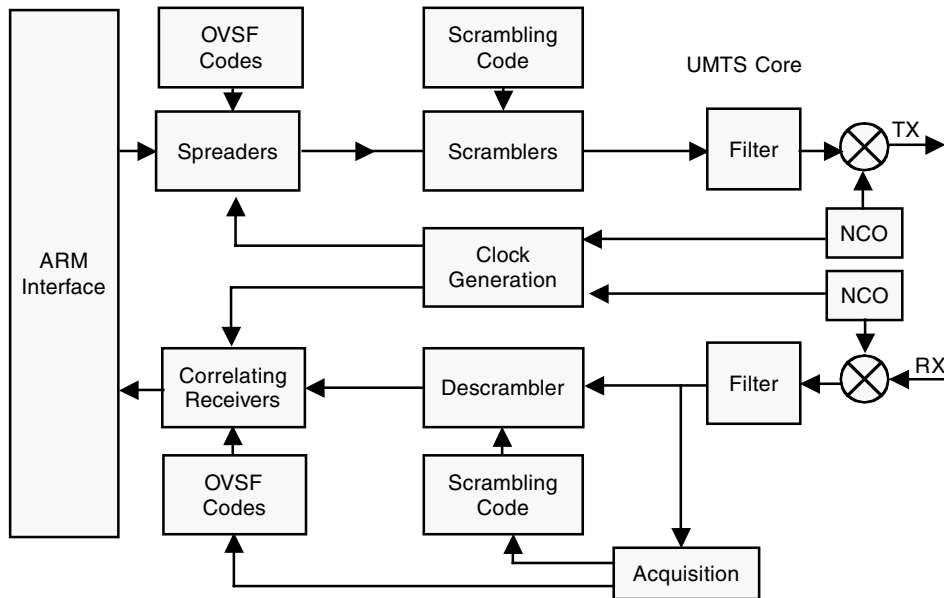 OVSF
Codes
Scrambling
Code
UMTS Core
Spreaders
Scramblers
Filter
TX
ARM
Interface
Clock
Generation
NCO
NCO
Correlating
Receivers
Descrambler
Filter
RX
OVSF
Codes
Scrambling
Code
Acquisition